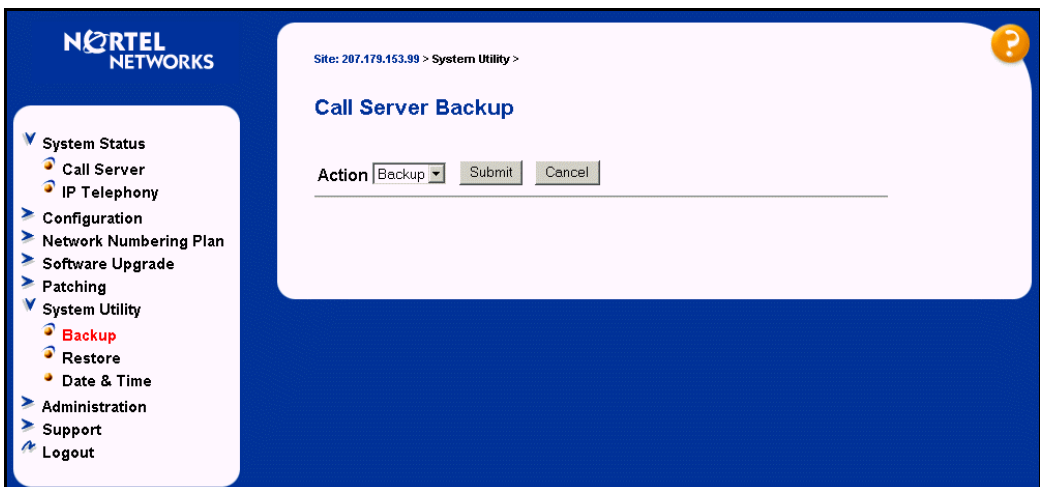 NORTEL
NETWORKS
System Status
Call Server
IP Telephony
Configuration
Network Numbering Plan
Software Upgrade
Patching
System Utility
Backup
Restore
Date & Time
Administration
Support
Logout
Site: 207.179.153.99 > System Utility >
?
Call Server Backup
Action Backup Submit Cancel